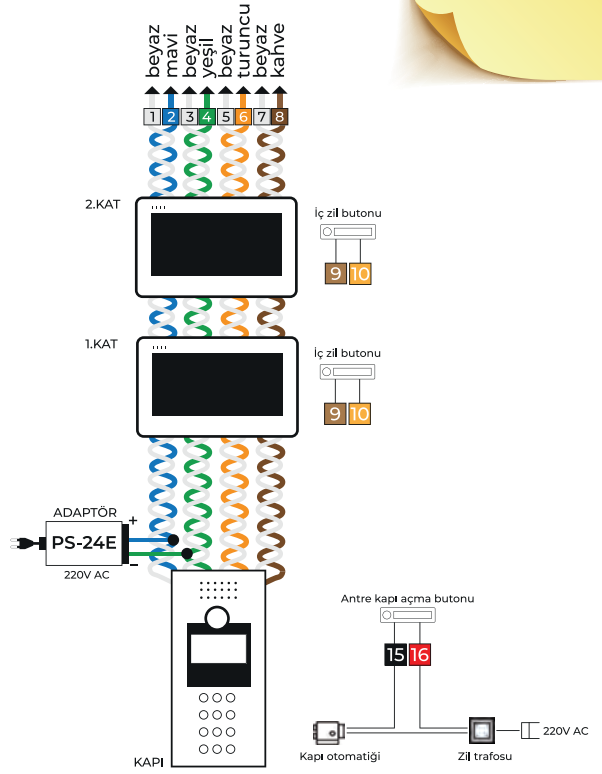 beyaz
mavi
beyaz
yeşil
beyaz
turuncu
beyaz
kahve
1 2 3 4 5 6 7 8
2.KAT
İç zil butonu
9 10
1.KAT
İç zil butonu
9 10
ADAPTÖR
+
PS-24E
−
220V AC
Antre kapı açma butonu
15 16
220V AC
Kapı otomatiği
Zil trafosu
KAPI